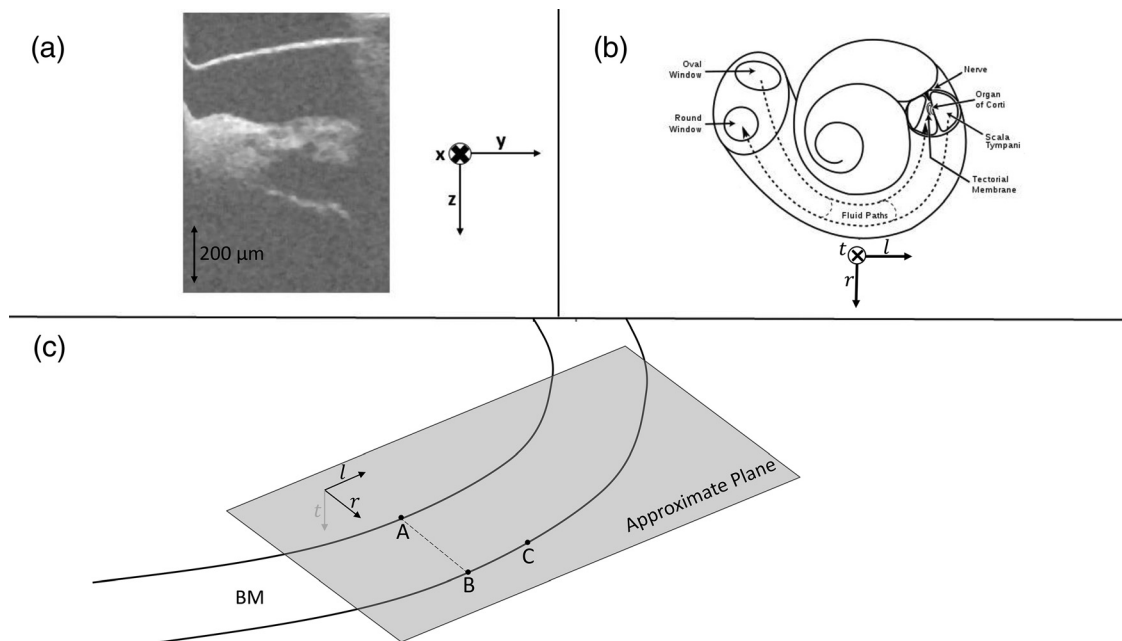 (a)
x
y
z
200 μm
(b)
Oval
Window
Round
Window
Nerve
Organ
of Corti
Scala
Tympani
Tectorial
Membrane
Fluid Paths
t
l
r
(c)
l
r
t
A
B
C
BM
Approximate Plane